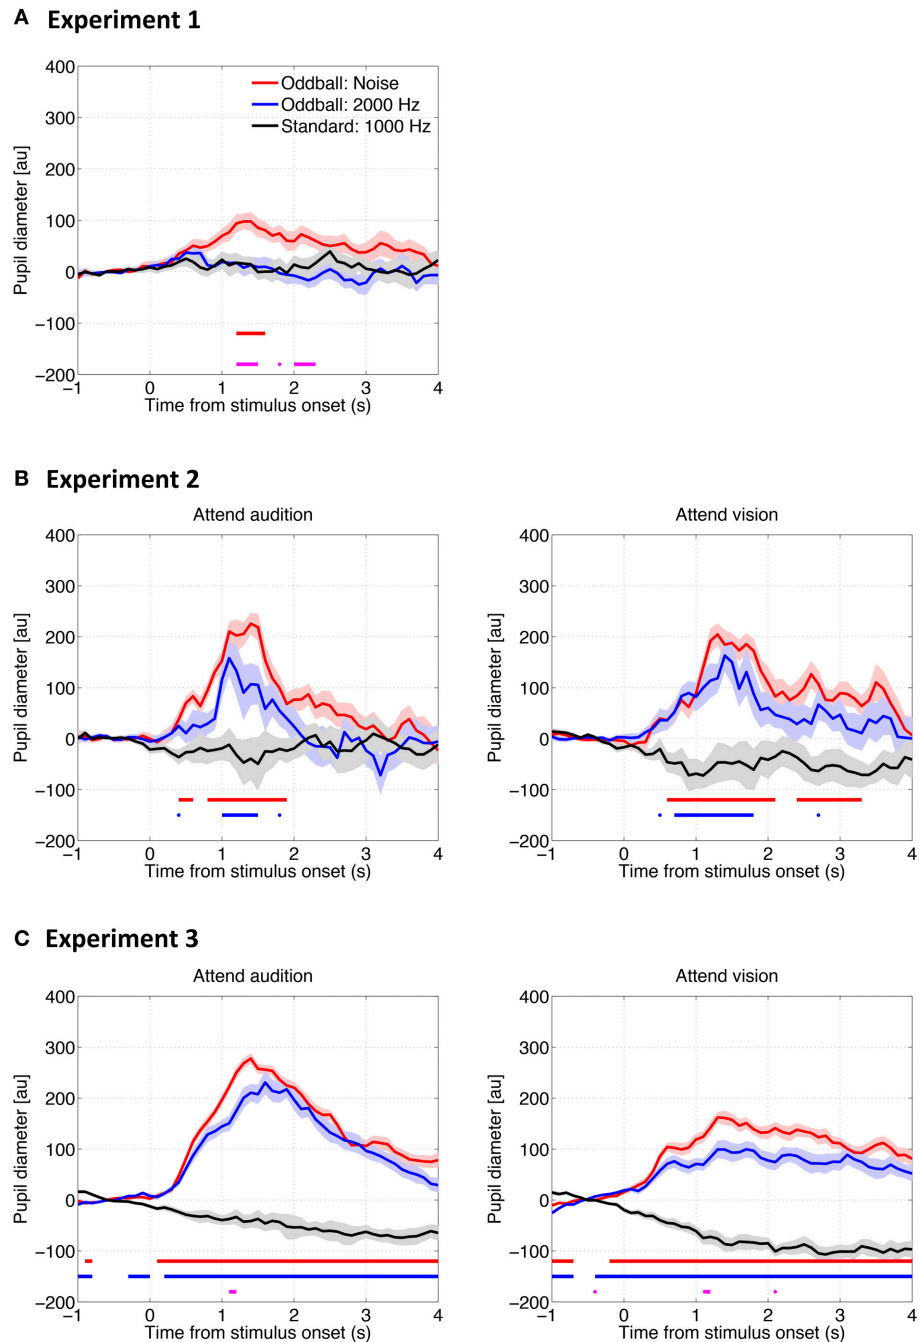 A Experiment 1
400
300
200
100
0
−100
−200
Pupil diameter [au]
Oddball: Noise
Oddball: 2000 Hz
Standard: 1000 Hz
−1 0 1 2 3 4
Time from stimulus onset (s)
B Experiment 2
Attend audition
400
300
200
100
0
−100
−200
Pupil diameter [au]
−1 0 1 2 3 4
Time from stimulus onset (s)
Attend vision
400
300
200
100
0
−100
−200
Pupil diameter [au]
−1 0 1 2 3 4
Time from stimulus onset (s)
C Experiment 3
Attend audition
400
300
200
100
0
−100
−200
Pupil diameter [au]
−1 0 1 2 3 4
Time from stimulus onset (s)
Attend vision
400
300
200
100
0
−100
−200
Pupil diameter [au]
−1 0 1 2 3 4
Time from stimulus onset (s)